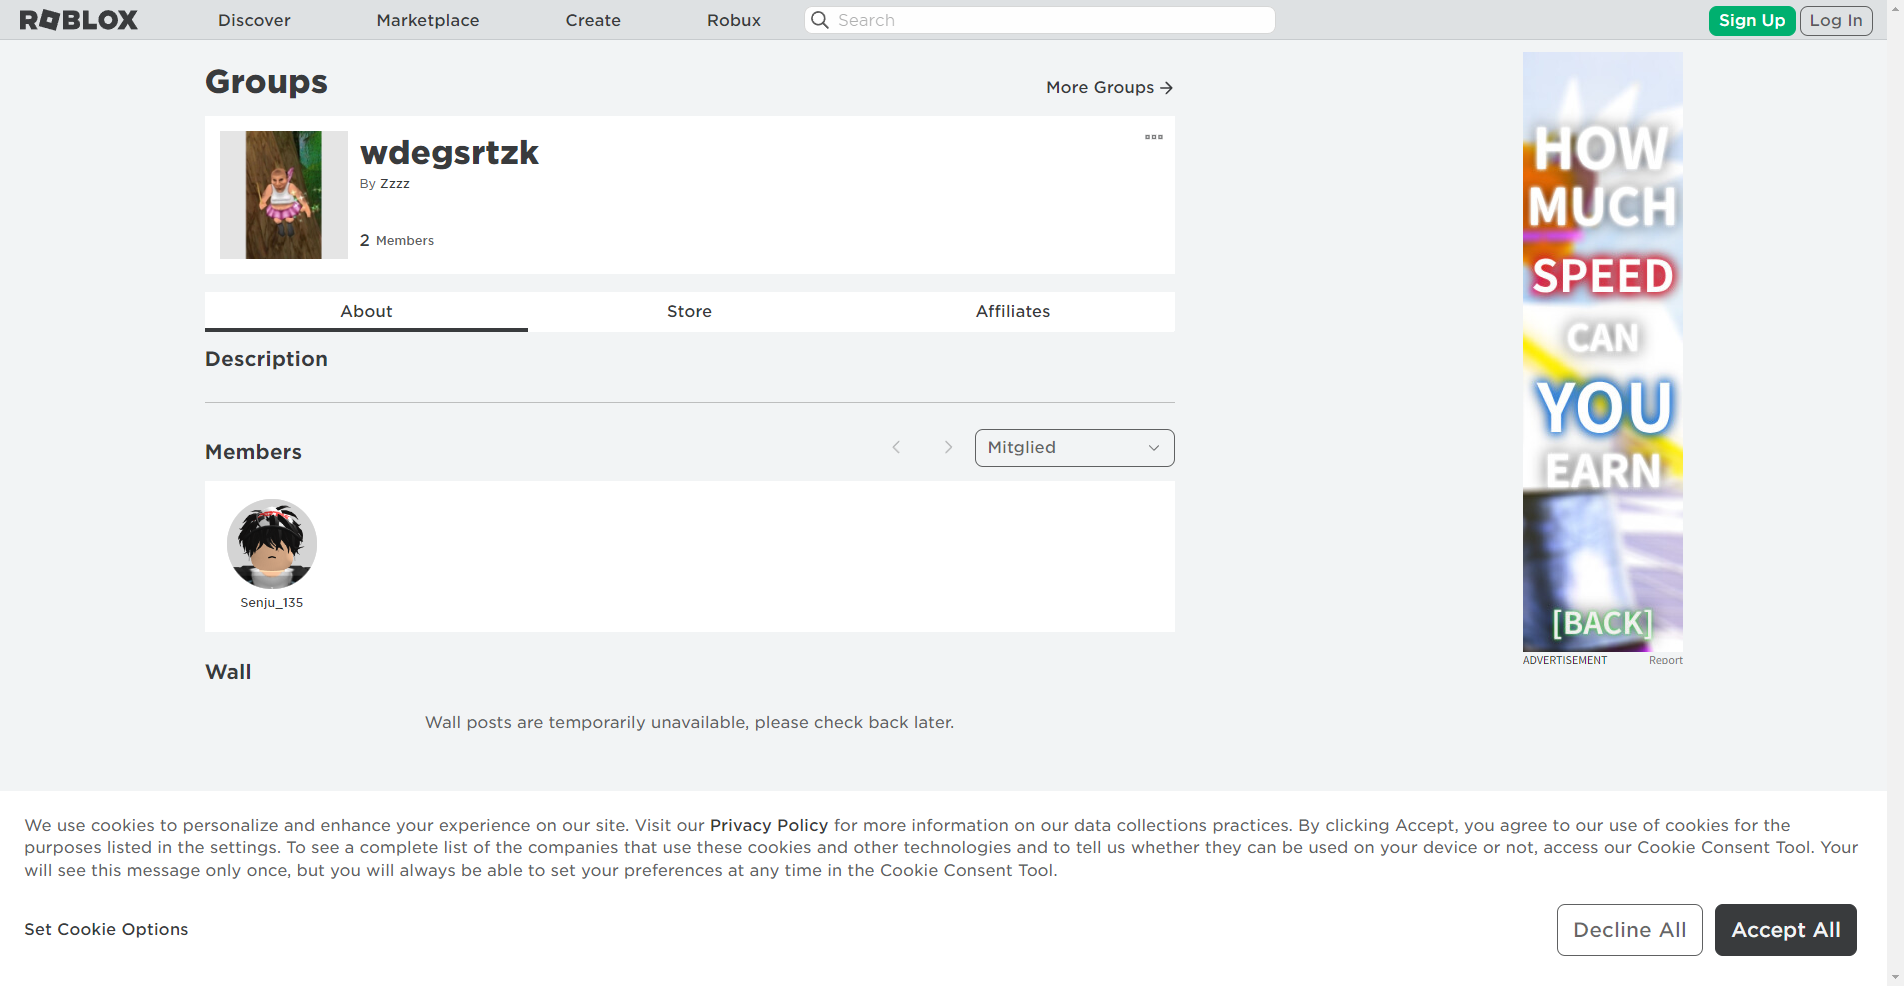 ROBLOX
Discover
Marketplace
Create
Robux
Search
Sign Up
Log In
Groups
More Groups
wdegsrtzk
By Zzzz
2 Members
About
Store
Affiliates
Description
Members
Mitglied
Senju_135
Wall
Wall posts are temporarily unavailable, please check back later.
HOW
MUCH
SPEED
CAN
YOU
EARN
[BACK]
ADVERTISEMENT
Report
We use cookies to personalize and enhance your experience on our site. Visit our Privacy Policy for more information on our data collections practices. By clicking Accept, you agree to our use of cookies for the
purposes listed in the settings. To see a complete list of the companies that use these cookies and other technologies and to tell us whether they can be used on your device or not, access our Cookie Consent Tool. Your
will see this message only once, but you will always be able to set your preferences at any time in the Cookie Consent Tool.
Set Cookie Options
Decline All
Accept All